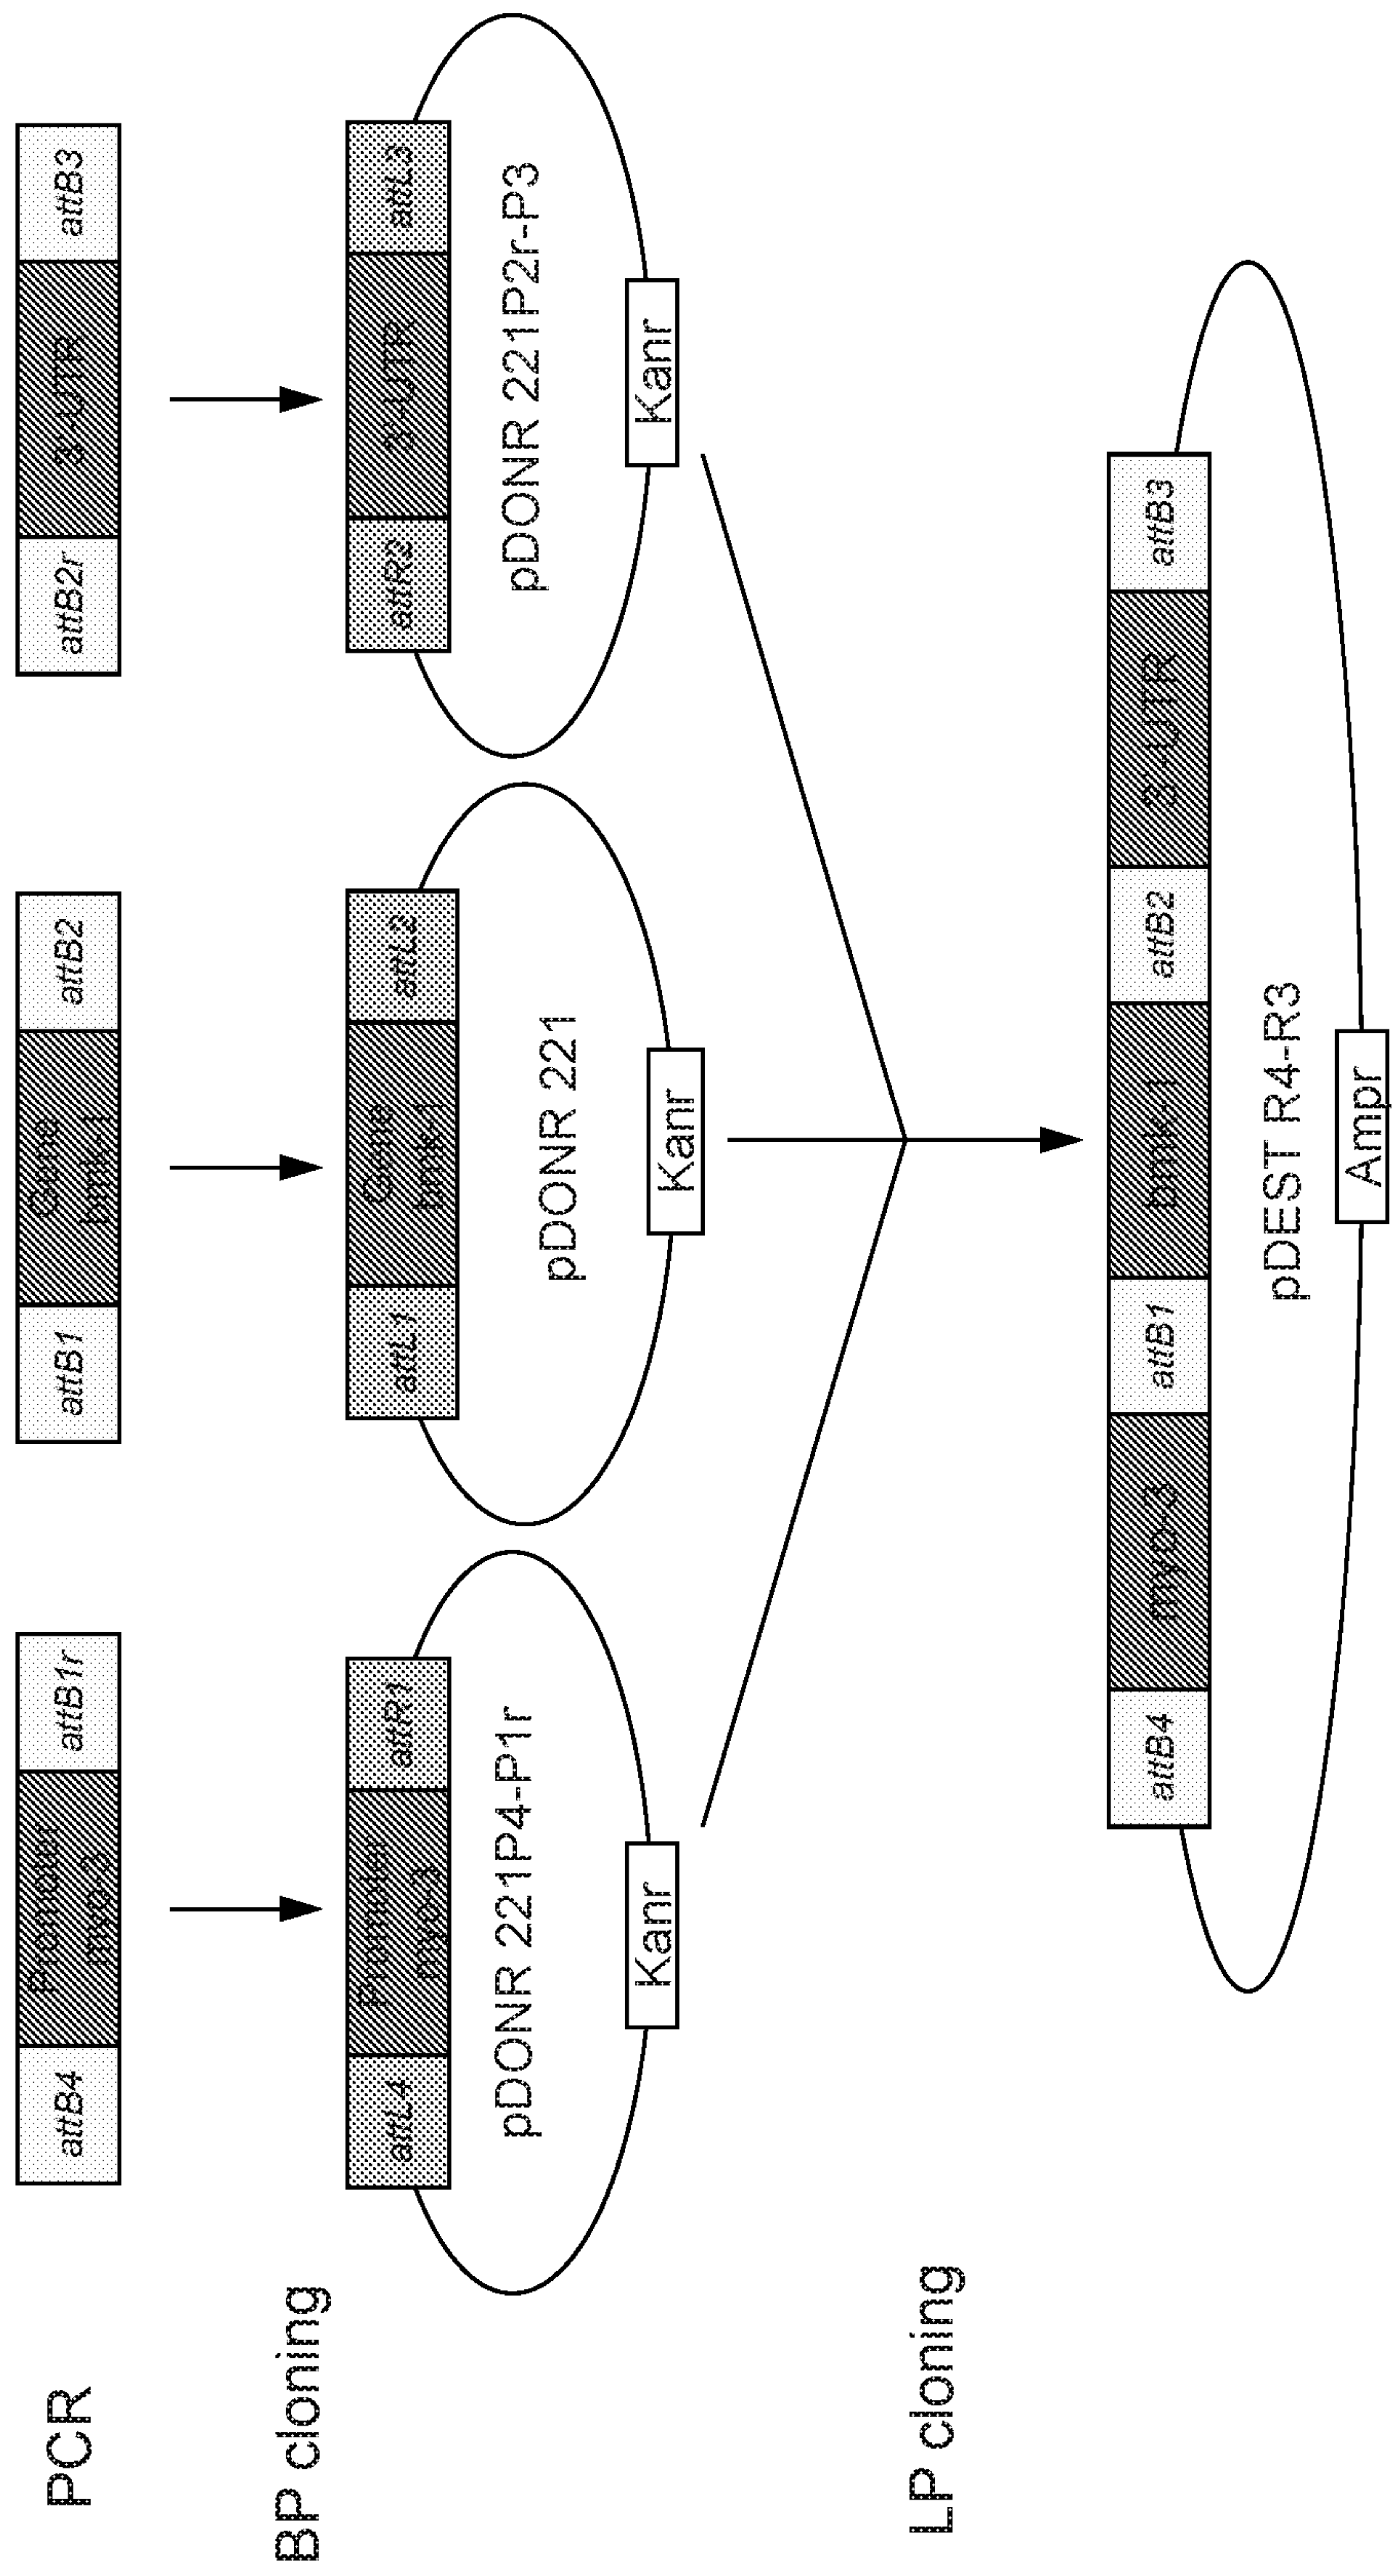 PCR
attB4
Promoter
myo-3
attB1r
attB1
Gene
bmk-1
attB2
attB2r
3'-UTR
attB3
BP cloning
attL4
Promoter
myo-3
attR1
pDONR 221P4-P1r
Kanr
attL1
Gene
bmk-1
attL2
pDONR 221
Kanr
attR2
3'-UTR
attL3
pDONR 221P2r-P3
Kanr
LP cloning
attB4
myo-3
attB1
bmk-1
attB2
3'-UTR
attB3
pDEST R4-R3
Ampr